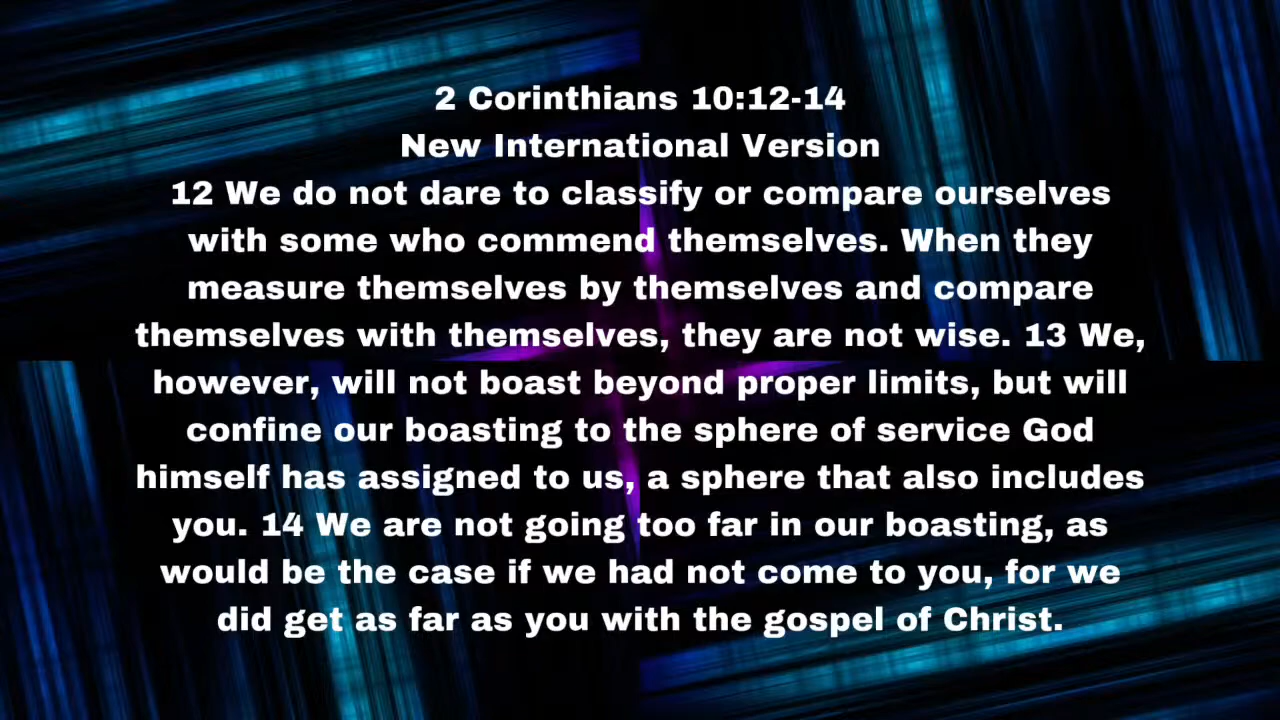 2 Corinthians 10:12-14
New International Version
12 We do not dare to classify or compare ourselves
with some who commend themselves. When they
measure themselves by themselves and compare
themselves with themselves, they are not wise. 13 We,
however, will not boast beyond proper limits, but will
confine our boasting to the sphere of service God
himself has assigned to us, a sphere that also includes
you. 14 We are not going too far in our boasting, as
would be the case if we had not come to you, for we
did get as far as you with the gospel of Christ.